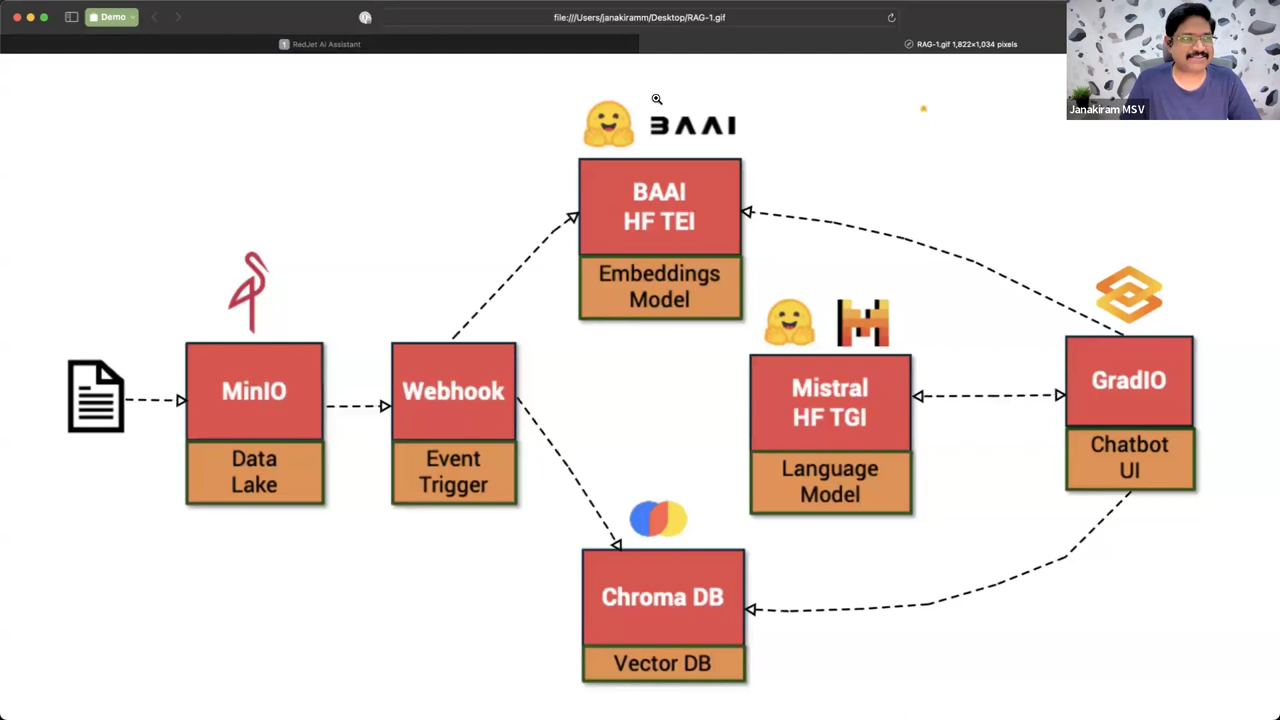 Demo
file:///Users/janakiramm/Desktop/RAG-1.gif
1 RedJet AI Assistant
RAG-1.gif 1,822×1,034 pixels
Janakiram MSV
BAAI
BAAI
HF TEI
Embeddings
Model
MinIO
Data
Lake
Webhook
Event
Trigger
Mistral
HF TGI
Language
Model
GradIO
Chatbot
UI
Chroma DB
Vector DB